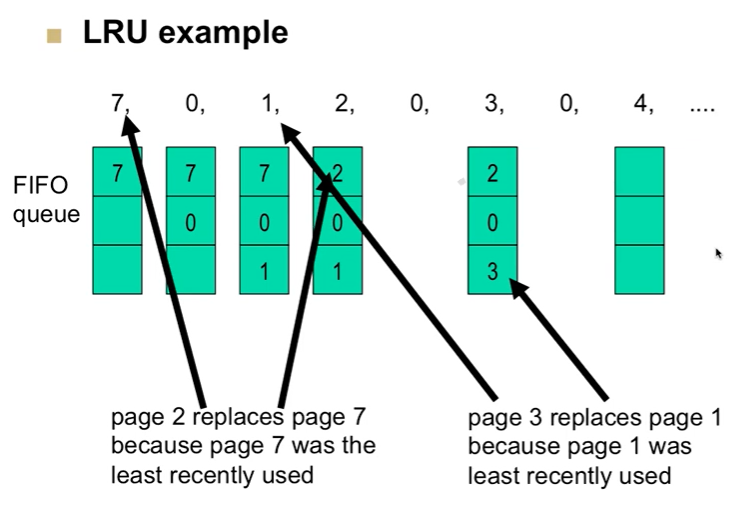 LRU example
7, 0, 1, 2, 0, 3, 0, 4, ....
FIFO
queue
7 7 7 2 2
0 0 0 0
1 1 3
page 2 replaces page 7
because page 7 was the
least recently used
page 3 replaces page 1
because page 1 was
least recently used